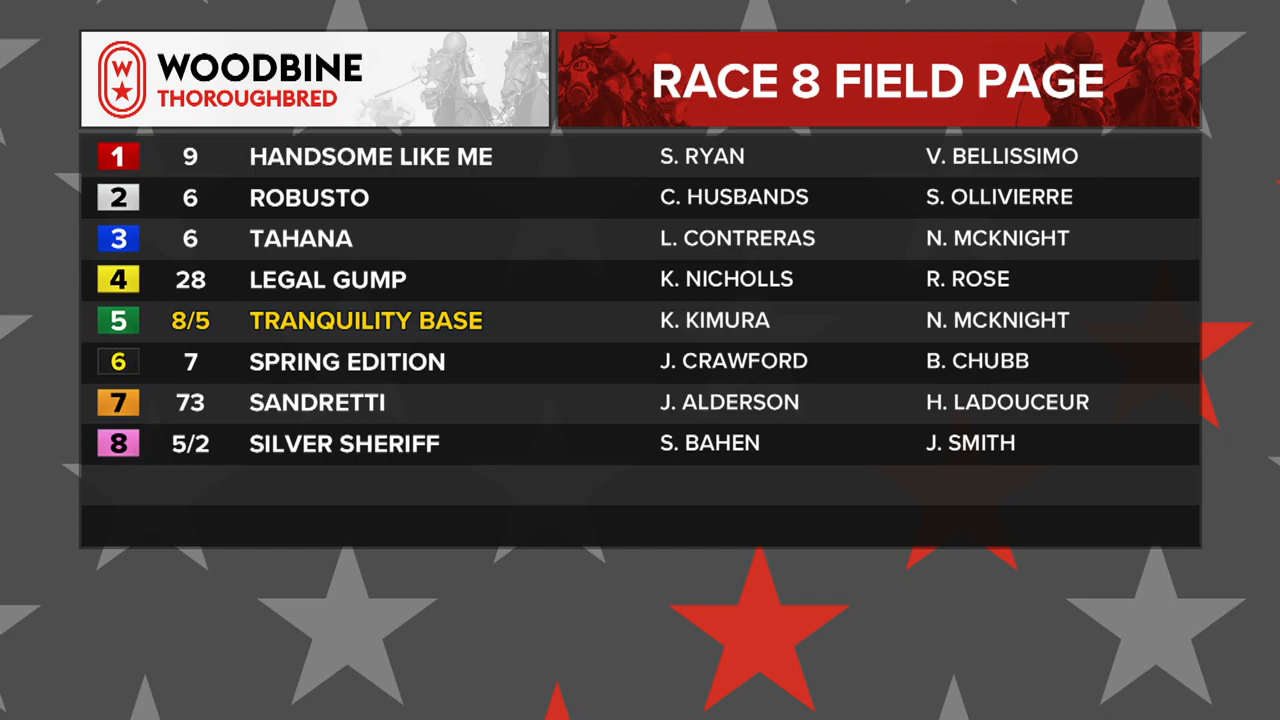 W WOODBINE
THOROUGHBRED
RACE 8 FIELD PAGE
1 9 HANDSOME LIKE ME S. RYAN V. BELLISSIMO
2 6 ROBUSTO C. HUSBANDS S. OLLIVIERRE
3 6 TAHANA L. CONTRERAS N. MCKNIGHT
4 28 LEGAL GUMP K. NICHOLLS R. ROSE
5 8/5 TRANQUILITY BASE K. KIMURA N. MCKNIGHT
6 7 SPRING EDITION J. CRAWFORD B. CHUBB
7 73 SANDRETTI J. ALDERSON H. LADOUCEUR
8 5/2 SILVER SHERIFF S. BAHEN J. SMITH